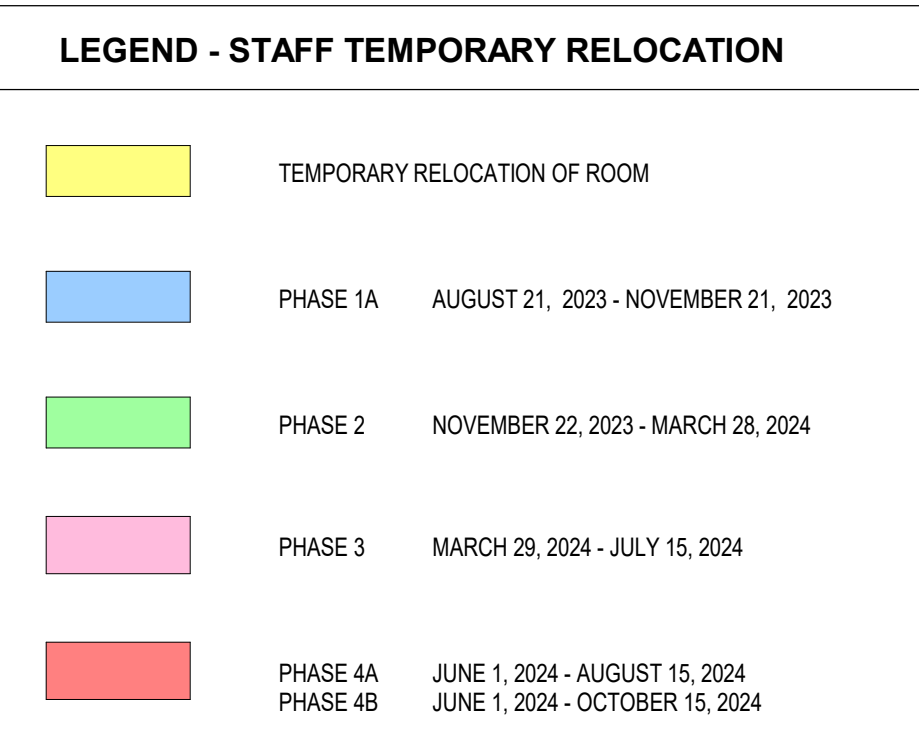 LEGEND - STAFF TEMPORARY RELOCATION
TEMPORARY RELOCATION OF ROOM
PHASE 1A AUGUST 21, 2023 - NOVEMBER 21, 2023
PHASE 2 NOVEMBER 22, 2023 - MARCH 28, 2024
PHASE 3 MARCH 29, 2024 - JULY 15, 2024
PHASE 4A JUNE 1, 2024 - AUGUST 15, 2024
PHASE 4B JUNE 1, 2024 - OCTOBER 15, 2024